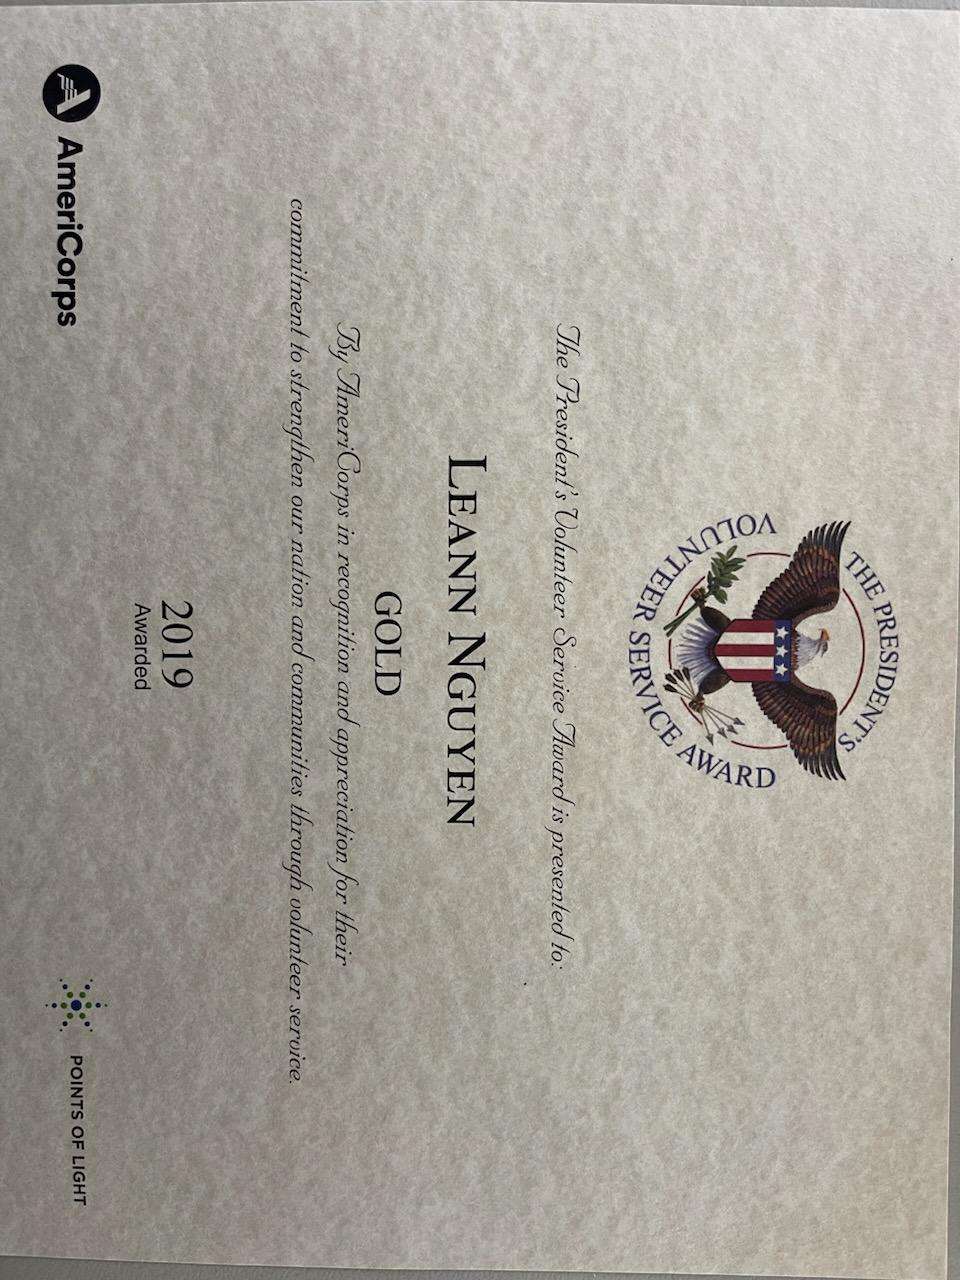 THE PRESIDENT'S
VOLUNTEER SERVICE AWARD
The President's Volunteer Service Award is presented to:
LEANN NGUYEN
GOLD
By AmeriCorps in recognition and appreciation for their
commitment to strengthen our nation and communities through volunteer service.
2019
Awarded
AmeriCorps
POINTS OF LIGHT